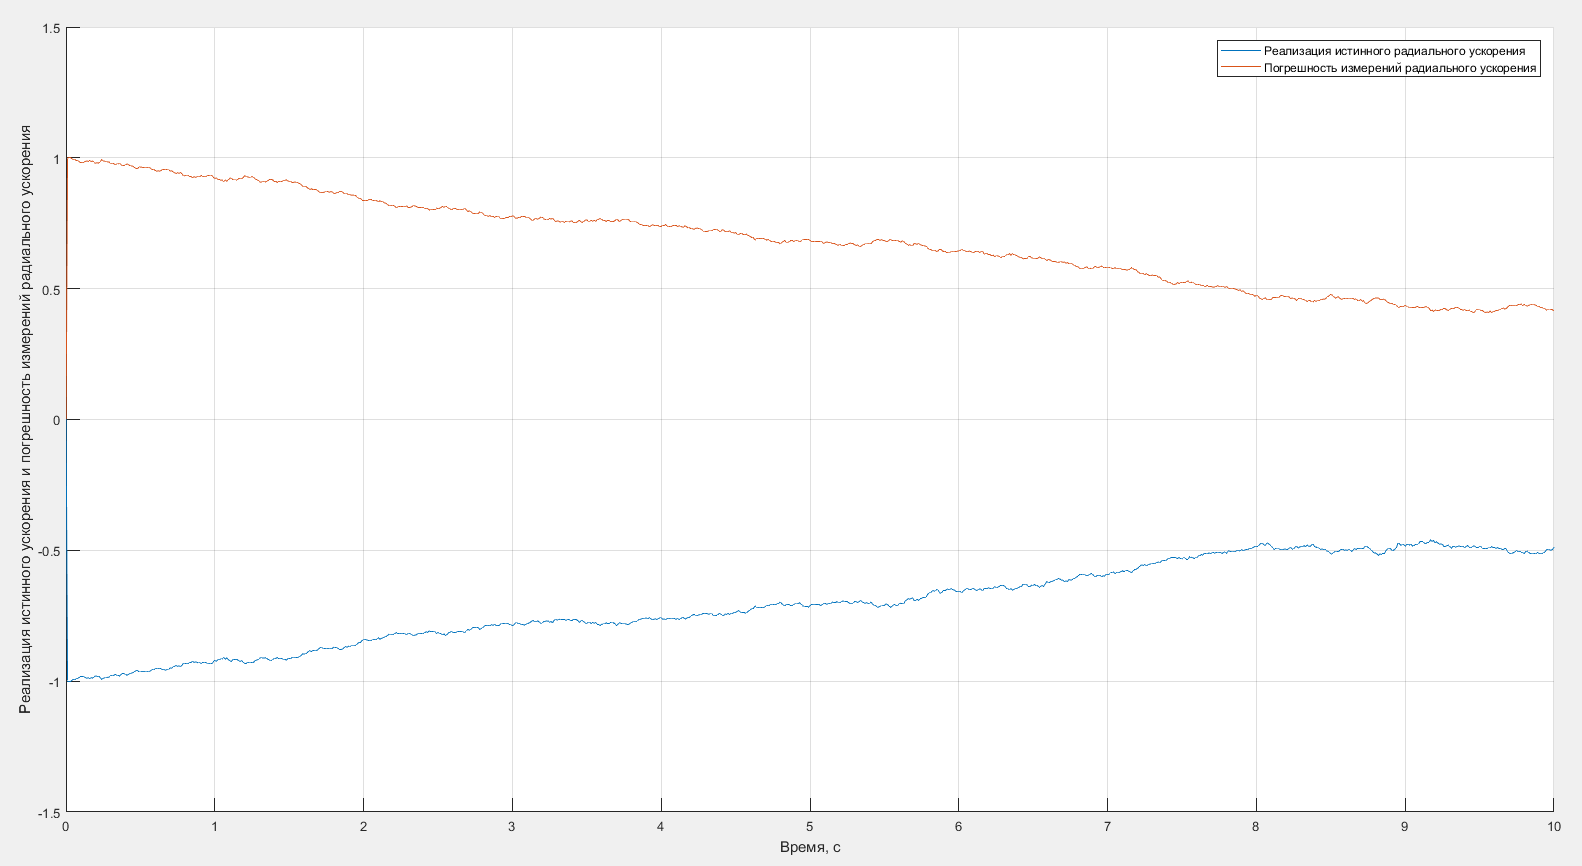 Реализация истинного радиального ускорения
Погрешность измерений радиального ускорения
Реализация истинного ускорения и погрешность измерений радиального ускорения
1.5
1
0.5
0
-0.5
-1
-1.5
0 1 2 3 4 5 6 7 8 9 10
Время, с